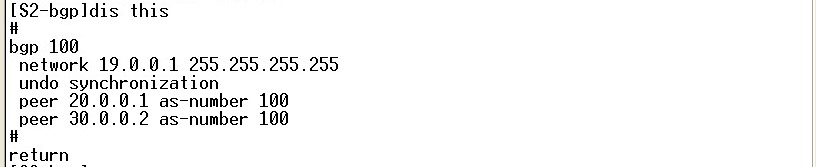 [S2-bgp]dis this
#
bgp 100
 network 19.0.0.1 255.255.255.255
 undo synchronization
 peer 20.0.0.1 as-number 100
 peer 30.0.0.2 as-number 100
#
return